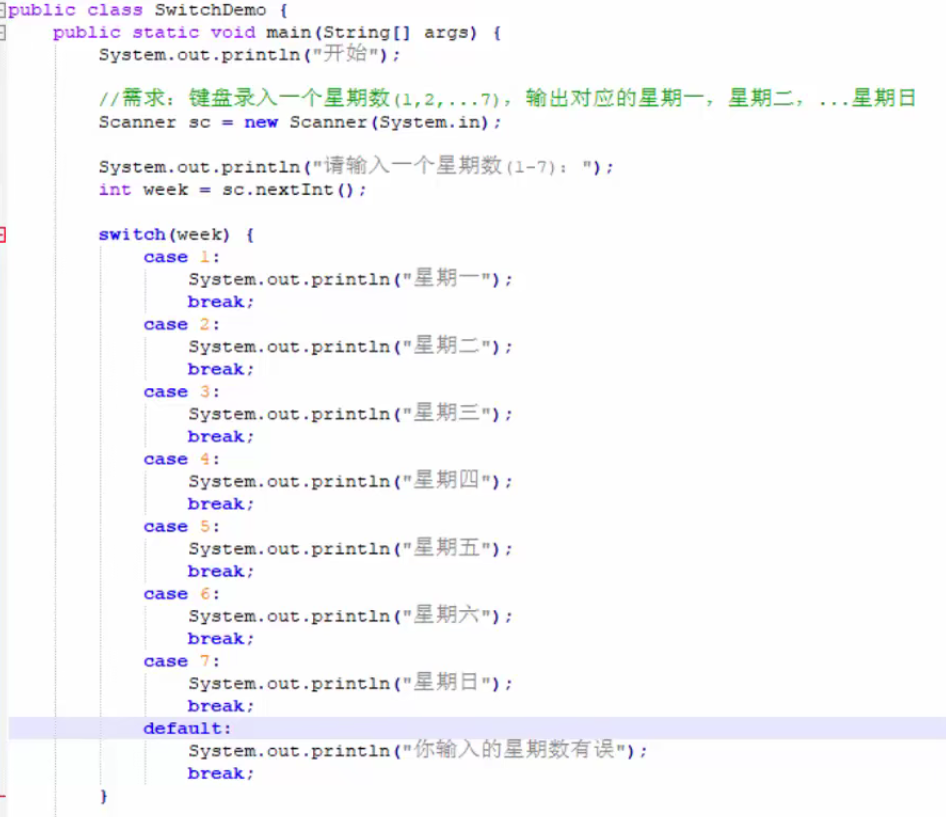 public class SwitchDemo {
public static void main(String[] args) {
System.out.println("开始");
//需求：键盘录入一个星期数(1,2,...7)，输出对应的星期一，星期二，...星期日
Scanner sc = new Scanner(System.in);
System.out.println("请输入一个星期数(1-7)：");
int week = sc.nextInt();
switch(week) {
case 1:
System.out.println("星期一");
break;
case 2:
System.out.println("星期二");
break;
case 3:
System.out.println("星期三");
break;
case 4:
System.out.println("星期四");
break;
case 5:
System.out.println("星期五");
break;
case 6:
System.out.println("星期六");
break;
case 7:
System.out.println("星期日");
break;
default:
System.out.println("你输入的星期数有误");
break;
}